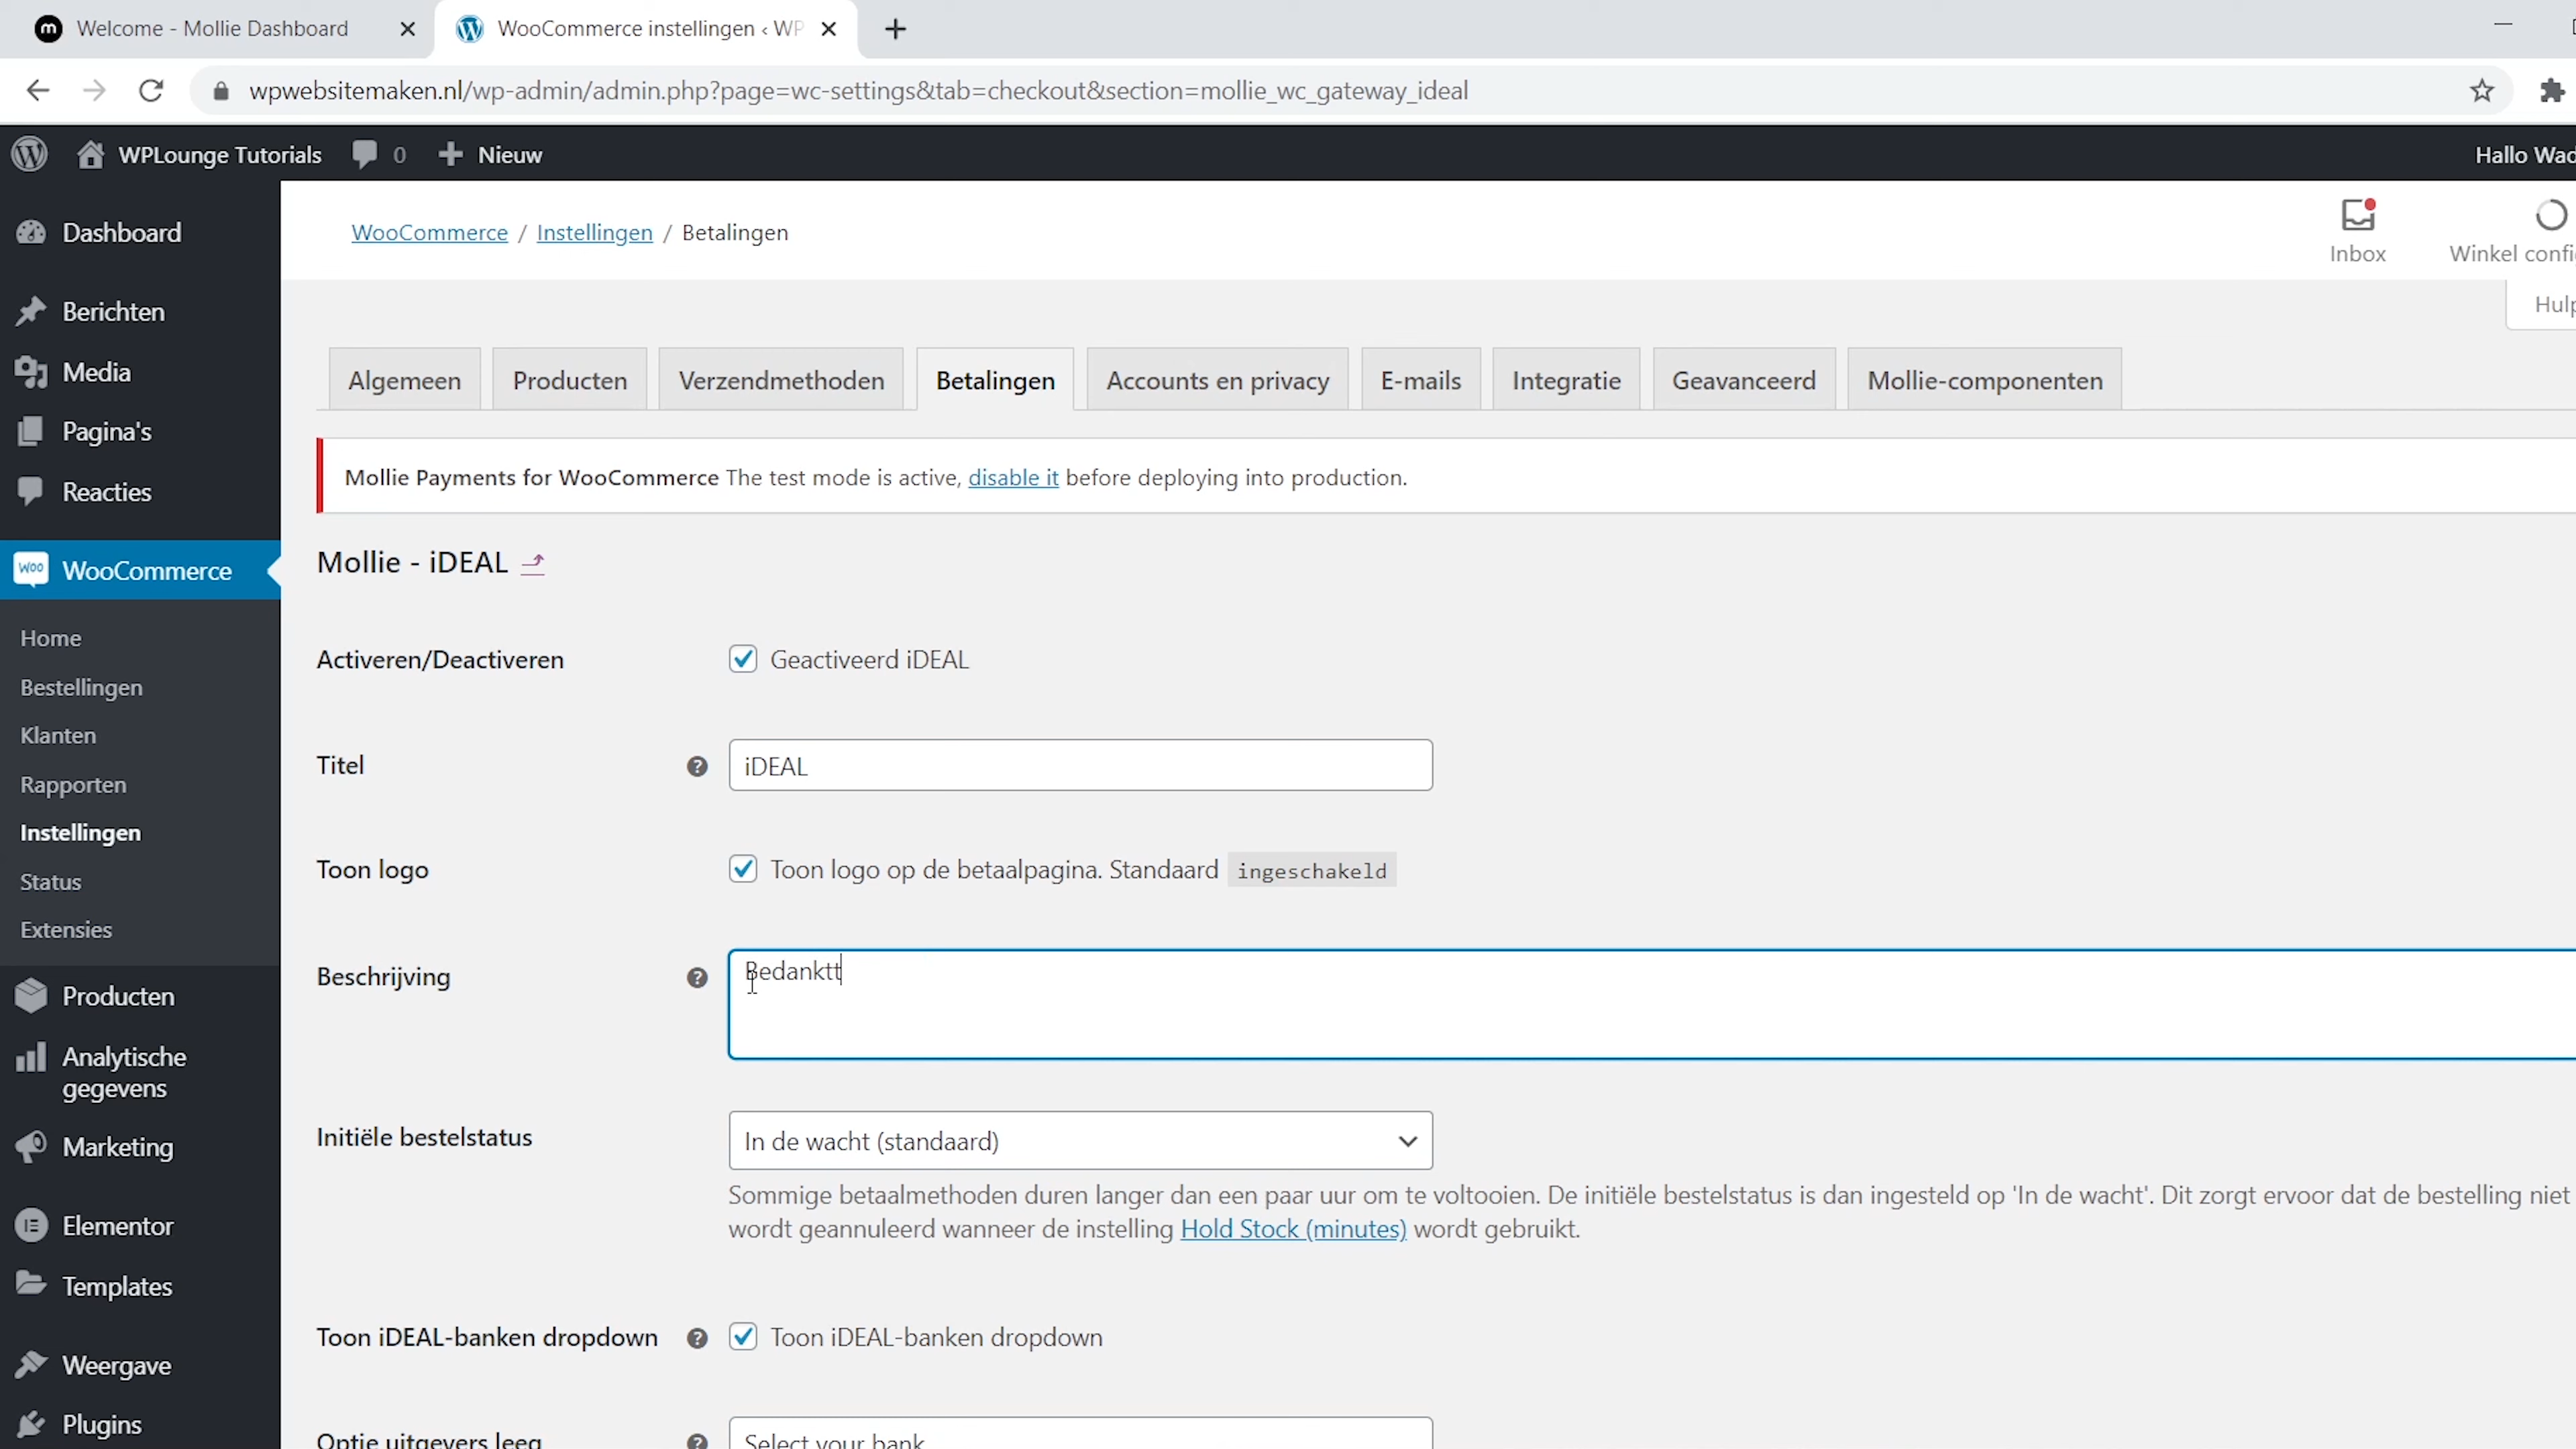 Welcome - Mollie Dashboard
WooCommerce instellingen ‹ WP
wpwebsitemaken.nl/wp-admin/admin.php?page=wc-settings&tab=checkout&section=mollie_wc_gateway_ideal
WPLounge Tutorials 0 Nieuw
Hallo
Dashboard
Berichten
Media
Pagina's
Reacties
WooCommerce
Home
Bestellingen
Klanten
Rapporten
Instellingen
Status
Extensies
Producten
Analytische
gegevens
Marketing
Elementor
Templates
Weergave
Plugins
WooCommerce / Instellingen / Betalingen
Inbox
Winkel
Algemeen
Producten
Verzendmethoden
Betalingen
Accounts en privacy
E-mails
Integratie
Geavanceerd
Mollie-componenten
Mollie Payments for WooCommerce The test mode is active, disable it before deploying into production.
Mollie - iDEAL
Activeren/Deactiveren
Geactiveerd iDEAL
Titel
iDEAL
Toon logo
Toon logo op de betaalpagina. Standaard ingeschakeld
Beschrijving
Bedanktt
Initiële bestelstatus
In de wacht (standaard)
Sommige betaalmethoden duren langer dan een paar uur om te voltooien. De initiële bestelstatus is dan ingesteld op 'In de wacht'. Dit zorgt ervoor dat de bestelling niet
wordt geannuleerd wanneer de instelling Hold Stock (minutes) wordt gebruikt.
Toon iDEAL-banken dropdown
Toon iDEAL-banken dropdown
Optie uitgevers leeg
Select your bank